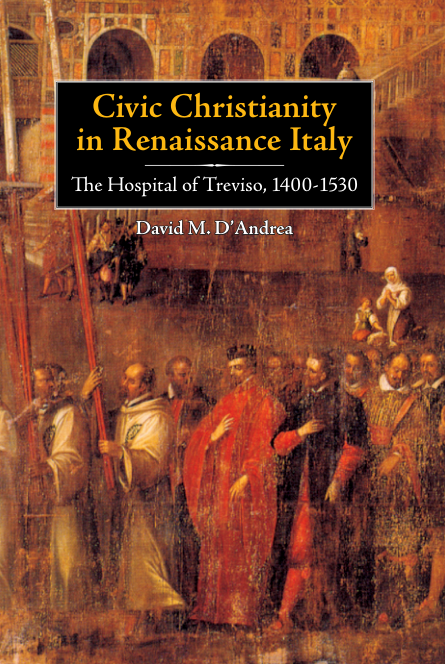 Civic Christianity
in Renaissance Italy
The Hospital of Treviso, 1400-1530
David M. D'Andrea